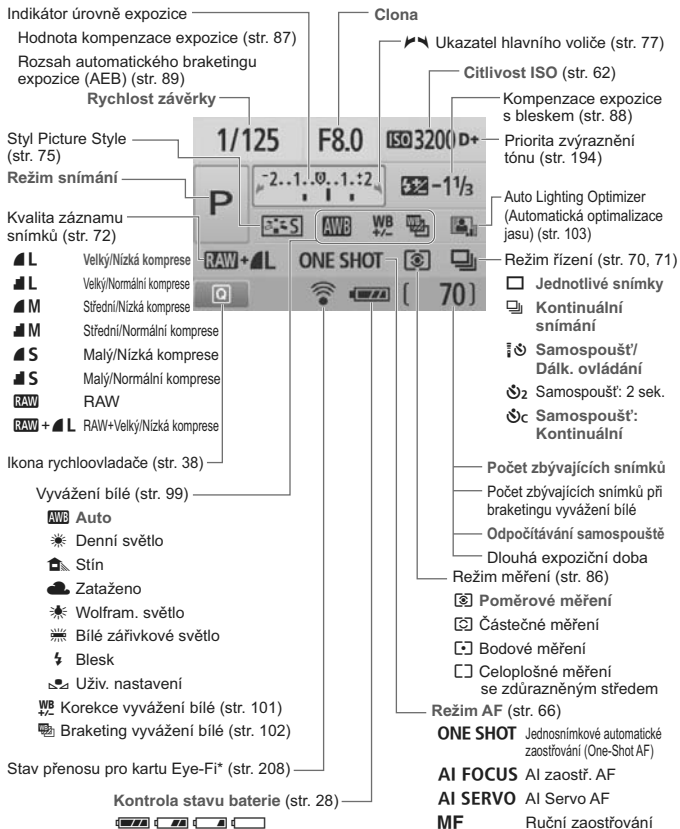 Indikátor úrovně expozice
Hodnota kompenzace expozice (str. 87)
Rozsah automatického braketingu
expozice (AEB) (str. 89)
Rychlost závěrky
Clona
Ukazatel hlavního voliče (str. 77)
Citlivost ISO (str. 62)
Kompenzace expozice
s bleskem (str. 88)
Priorita zvýraznění
tónu (str. 194)
Styl Picture Style
(str. 75)
Režim snímání
1/125 F8.0 ISO 3200 D+
P
-2..1..0..1.:2
-1 1/3
S AWB WB +/- WB
RAW+L ONE SHOT
Q [ 70]
Auto Lighting Optimizer
(Automatická optimalizace
jasu) (str. 103)
Kvalita záznamu
snímků (str. 72)
L Velký/Nízká komprese
L Velký/Normální komprese
M Střední/Nízká komprese
M Střední/Normální komprese
S Malý/Nízká komprese
S Malý/Normální komprese
RAW RAW
RAW + L RAW+Velký/Nízká komprese
Režim řízení (str. 70, 71)
Jednotlivé snímky
Kontinuální
snímání
Samospoušť/
Dálk. ovládání
2 Samospoušť: 2 sek.
c Samospoušť:
Kontinuální
Ikona rychloovladače (str. 38)
Počet zbývajících snímků
Počet zbývajících snímků při
braketingu vyvážení bílé
Odpočítávání samospouště
Dlouhá expoziční doba
Vyvážení bílé (str. 99)
AWB Auto
Denní světlo
Stín
Zataženo
Wolfram. světlo
Bílé zářivkové světlo
Blesk
Uživ. nastavení
WB +/- Korekce vyvážení bílé (str. 101)
WB Braketing vyvážení bílé (str. 102)
Režim měření (str. 86)
Poměrové měření
Částečné měření
Bodové měření
Celoplošné měření
se zdůrazněným středem
Režim AF (str. 66)
ONE SHOT Jednosnímkové automatické
zaostřování (One-Shot AF)
AI FOCUS AI zaostř. AF
AI SERVO AI Servo AF
MF Ruční zaostřování
Stav přenosu pro kartu Eye-Fi* (str. 208)
Kontrola stavu baterie (str. 28)